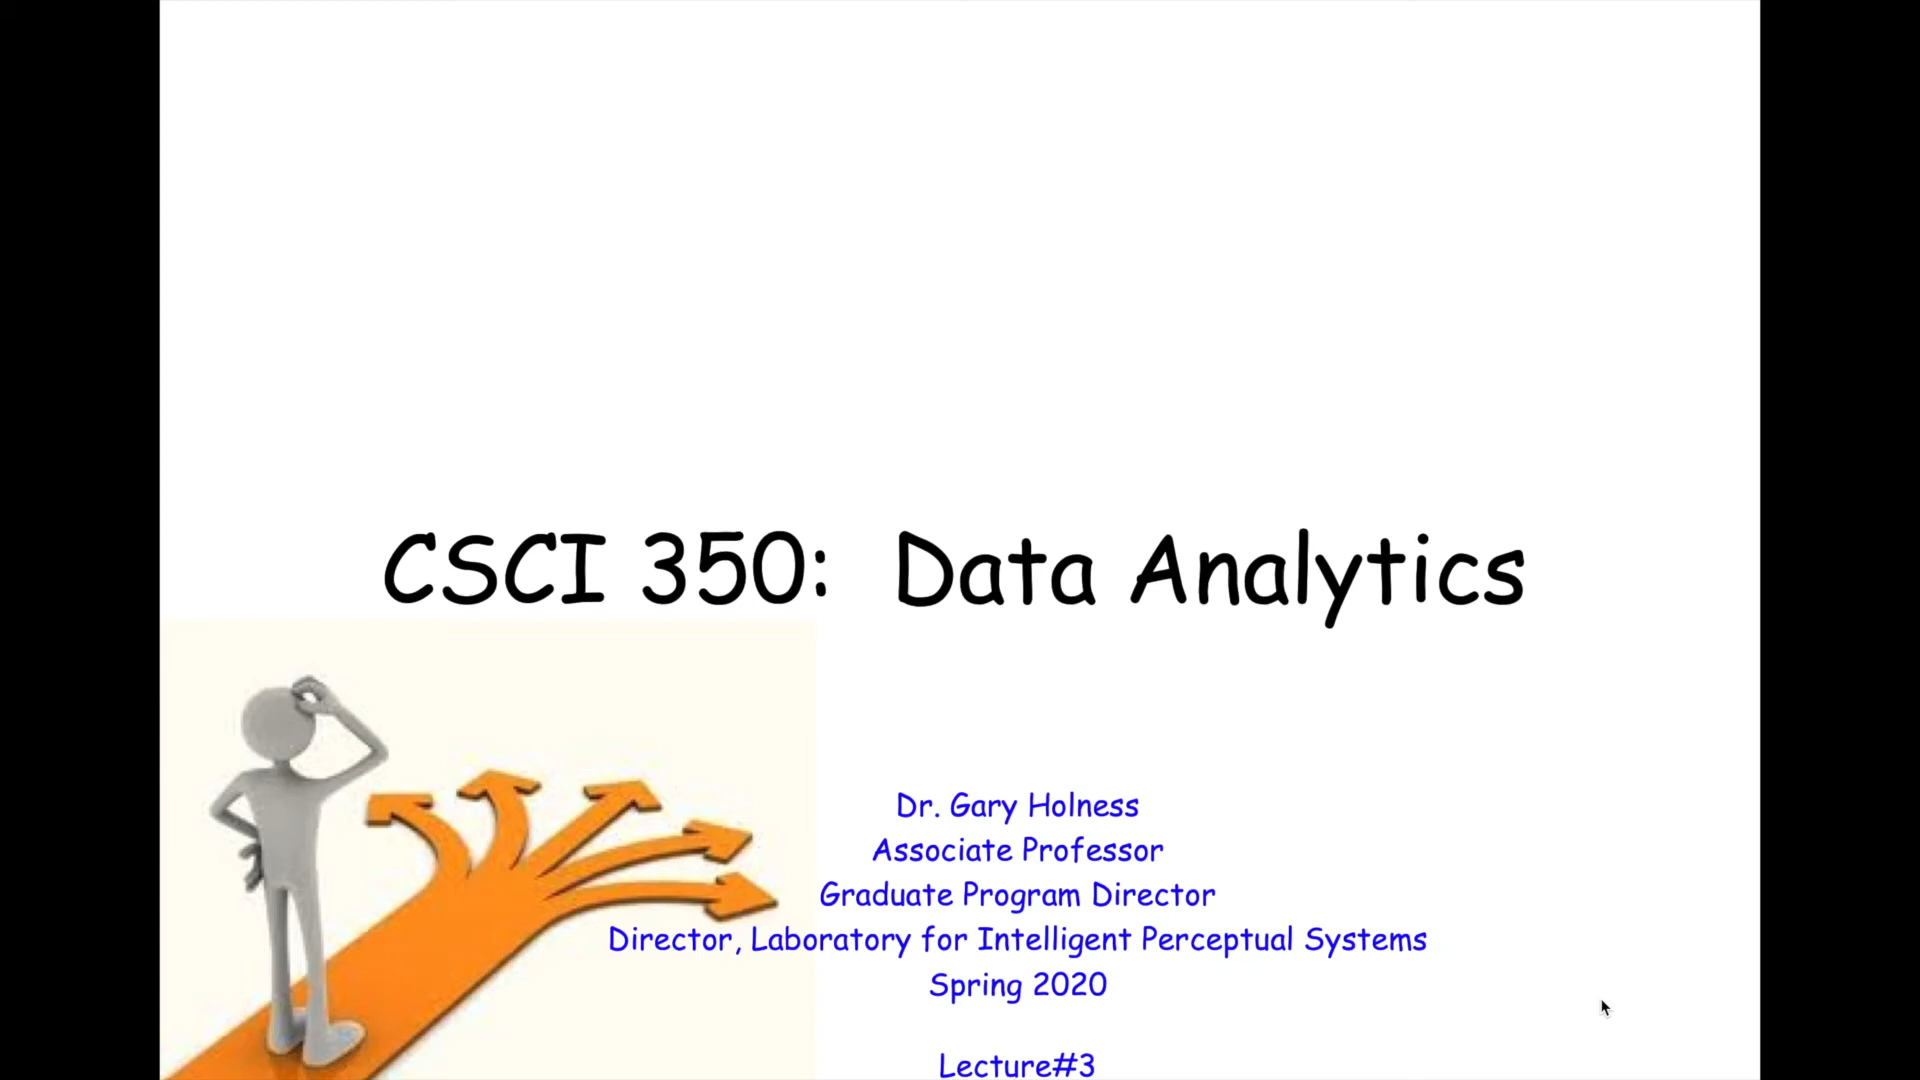 CSCI 350: Data Analytics
Dr. Gary Holness
Associate Professor
Graduate Program Director
Director, Laboratory for Intelligent Perceptual Systems
Spring 2020
Lecture#3